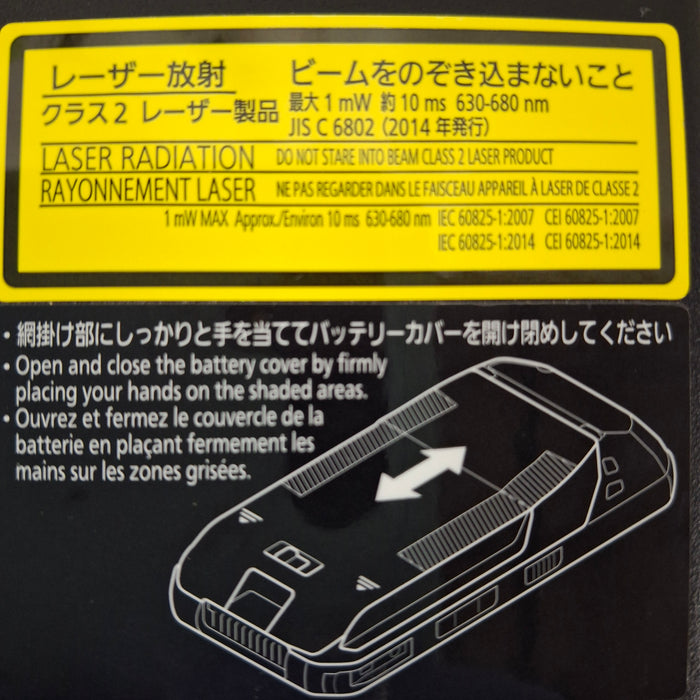 レーザー放射 ビームをのぞき込まないこと
クラス2 レーザー製品 最大 1 mW 約 10 ms 630-680 nm
JIS C 6802 (2014 年発行)
LASER RADIATION DO NOT STARE INTO BEAM CLASS 2 LASER PRODUCT
RAYONNEMENT LASER NE PAS REGARDER DANS LE FAISCEAU APPAREIL À LASER DE CLASSE 2
1 mW MAX Approx./Environ 10 ms 630-680 nm IEC 60825-1:2007 CEI 60825-1:2007
IEC 60825-1:2014 CEI 60825-1:2014
・網掛け部にしっかりと手を当ててバッテリーカバーを開け閉めしてください
• Open and close the battery cover by firmly
placing your hands on the shaded areas.
• Ouvrez et fermez le couvercle de la
batterie en plaçant fermement les
mains sur les zones grisées.